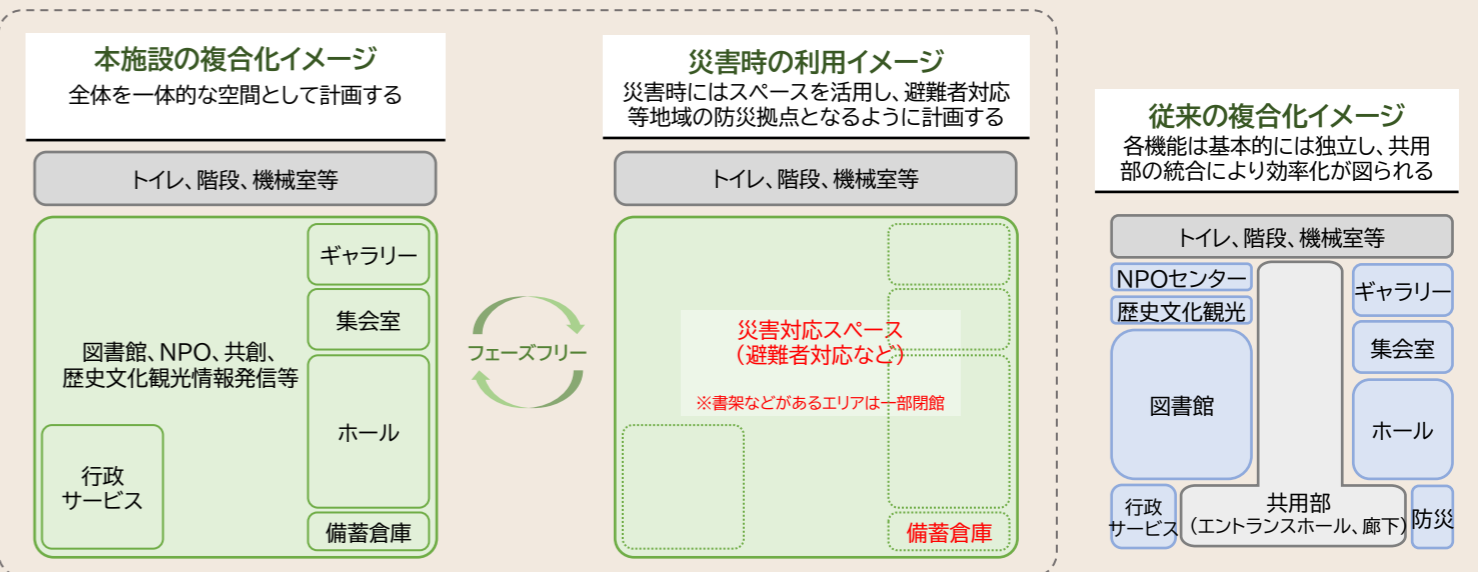 本施設の複合化イメージ
全体を一体的な空間として計画する
トイレ、階段、機械室等
ギャラリー
集会室
図書館、NPO、共創、
歴史文化観光情報発信等
ホール
行政
サービス
備蓄倉庫
フェーズフリー
災害時の利用イメージ
災害時にはスペースを活用し、避難者対応
等地域の防災拠点となるように計画する
トイレ、階段、機械室等
災害対応スペース
（避難者対応など）
※書架などがあるエリアは一部閉館
備蓄倉庫
従来の複合化イメージ
各機能は基本的には独立し、共用
部の統合により効率化が図られる
トイレ、階段、機械室等
NPOセンター
歴史文化観光
図書館
行政
サービス
共用部
（エントランスホール、廊下）
ギャラリー
集会室
ホール
防災